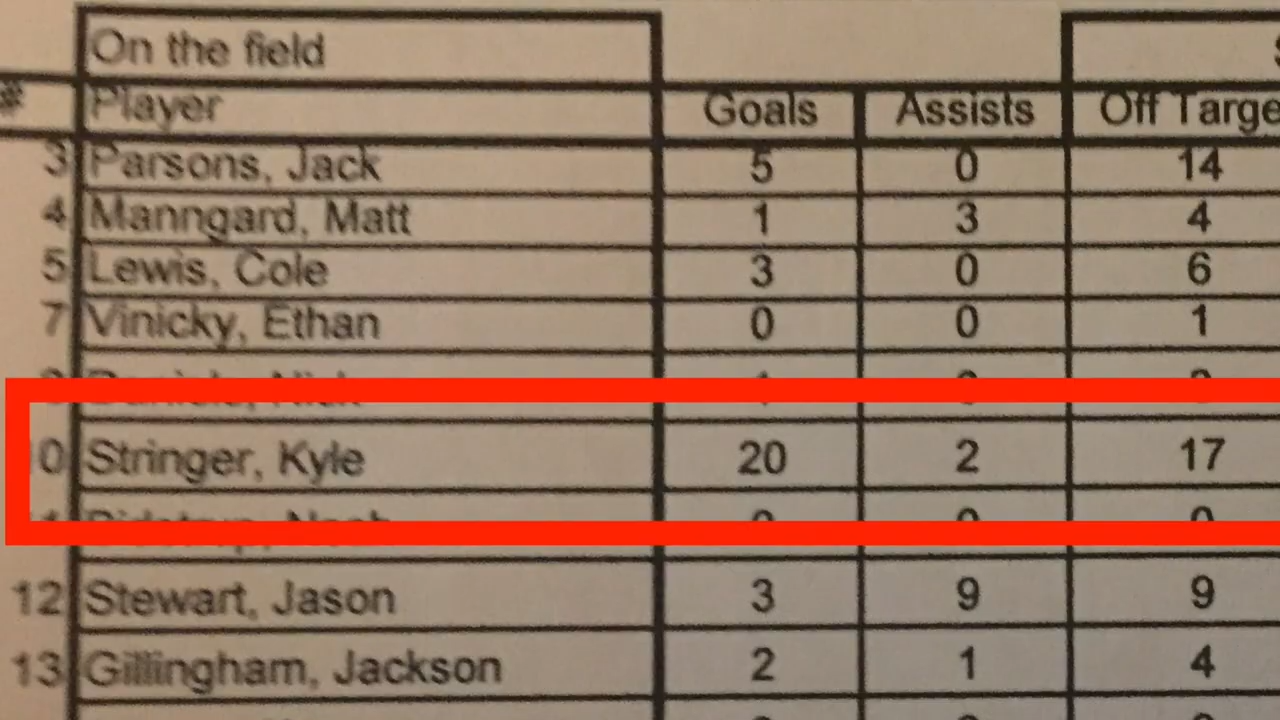 On the field
# Player Goals Assists Off Targe
3 Parsons, Jack 5 0 14
4 Manngard, Matt 1 3 4
5 Lewis, Cole 3 0 6
7 Vinicky, Ethan 0 0 1
0 Stringer, Kyle 20 2 17
12 Stewart, Jason 3 9 9
13 Gillingham, Jackson 2 1 4